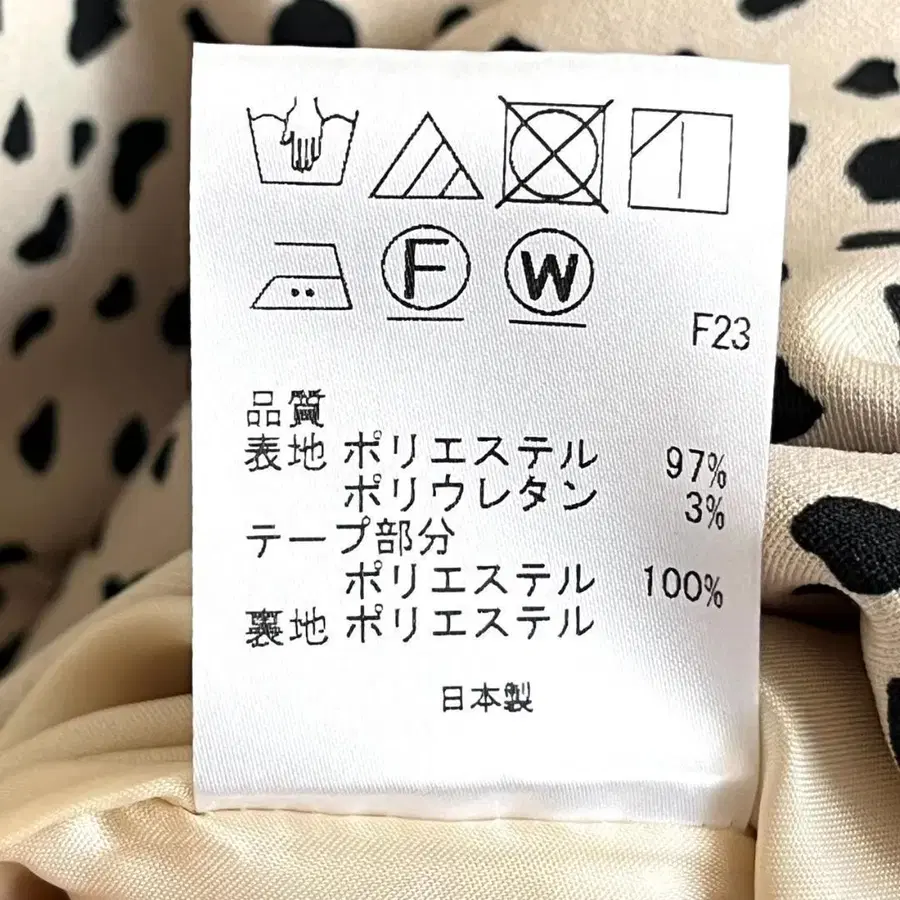 F W
F23
品質
表地 ポリエステル 97%
ポリウレタン 3%
テープ部分
ポリエステル 100%
裏地 ポリエステル
日本製